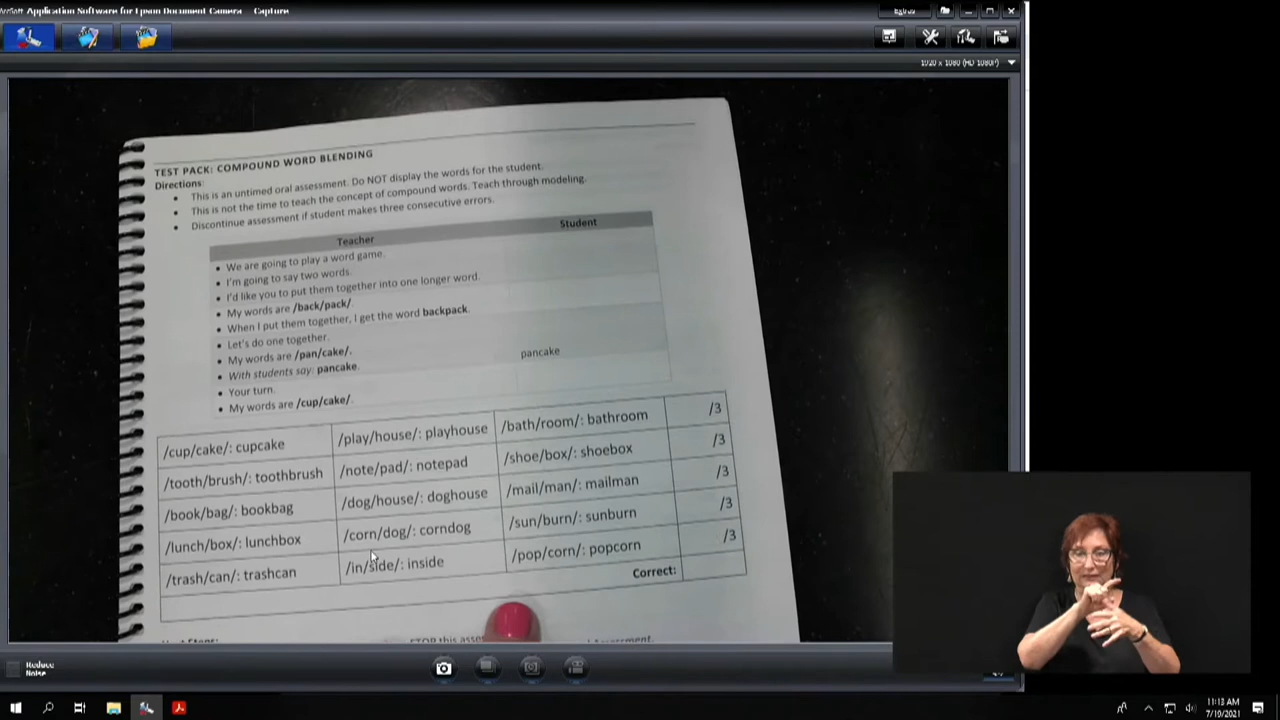 ArcSoft Application Software for Epson Document Camera - Capture
Extras
1920 x 1080 (HD 1080P)
TEST PACK: COMPOUND WORD BLENDING
Directions:
• This is an untimed oral assessment. Do NOT display the words for the student.
• This is not the time to teach the concept of compound words. Teach through modeling.
• Discontinue assessment if student makes three consecutive errors.
Teacher Student
• We are going to play a word game.
• I'm going to say two words.
• I'd like you to put them together into one longer word.
• My words are /back/pack/.
• When I put them together, I get the word backpack.
• Let's do one together.
• My words are /pan/cake/.
• With students say: pancake. pancake
• Your turn.
• My words are /cup/cake/.
/cup/cake/: cupcake /play/house/: playhouse /bath/room/: bathroom /3
/tooth/brush/: toothbrush /note/pad/: notepad /shoe/box/: shoebox /3
/book/bag/: bookbag /dog/house/: doghouse /mail/man/: mailman /3
/lunch/box/: lunchbox /corn/dog/: corndog /sun/burn/: sunburn /3
/trash/can/: trashcan /in/side/: inside /pop/corn/: popcorn /3
Correct:
Reduce
Noise
11:13 AM
7/19/2021